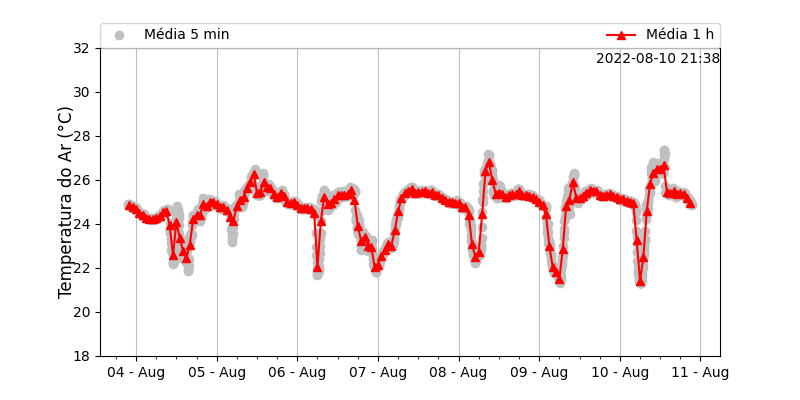 Média 5 min
Média 1 h
2022-08-10 21:38
Temperatura do Ar (°C)
32
30
28
26
24
22
20
18
04 - Aug
05 - Aug
06 - Aug
07 - Aug
08 - Aug
09 - Aug
10 - Aug
11 - Aug